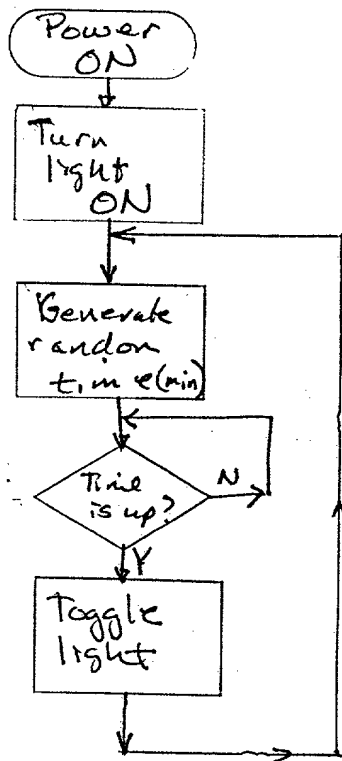 Power
ON
Turn
light
ON
Generate
random
time(min)
Time
is up?
N
Y
Toggle
light